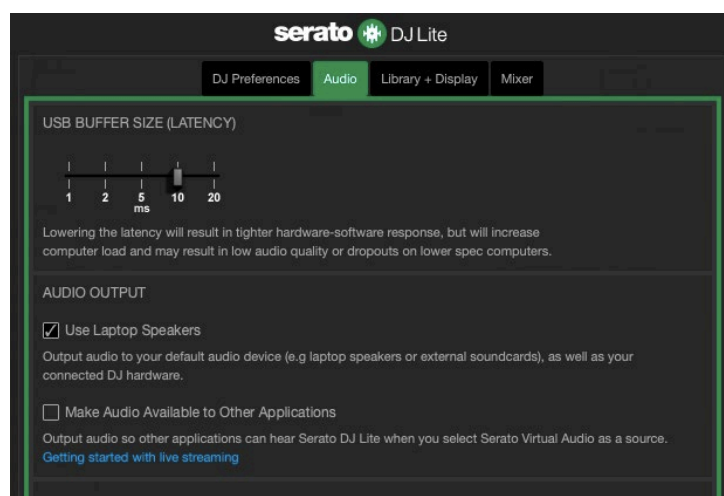 serato DJ Lite
DJ Preferences Audio Library + Display Mixer
USB BUFFER SIZE (LATENCY)
1 2 5 10 20
ms
Lowering the latency will result in tighter hardware-software response, but will increase
computer load and may result in low audio quality or dropouts on lower spec computers.
AUDIO OUTPUT
Use Laptop Speakers
Output audio to your default audio device (e.g laptop speakers or external soundcards), as well as your
connected DJ hardware.
Make Audio Available to Other Applications
Output audio so other applications can hear Serato DJ Lite when you select Serato Virtual Audio as a source.
Getting started with live streaming